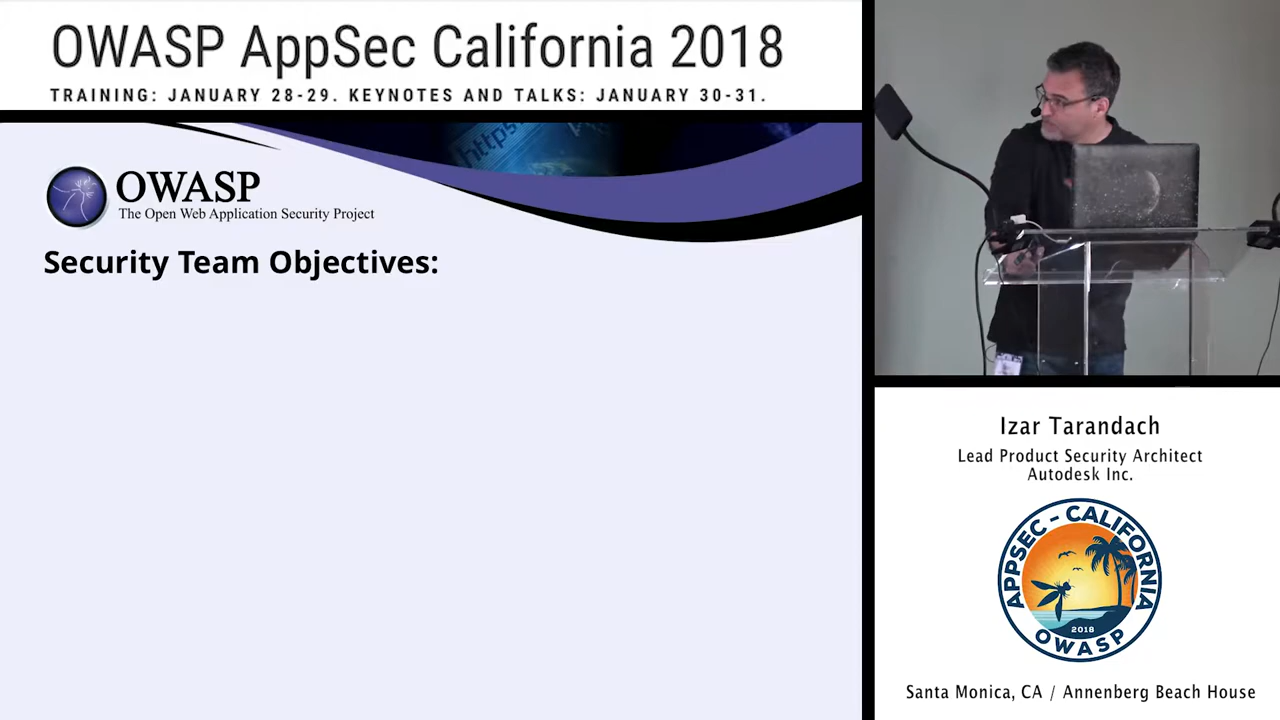 OWASP AppSec California 2018
TRAINING: JANUARY 28-29. KEYNOTES AND TALKS: JANUARY 30-31.
https
OWASP
The Open Web Application Security Project
Security Team Objectives:
Izar Tarandach
Lead Product Security Architect
Autodesk Inc.
APPSEC - CALIFORNIA
2018
OWASP
Santa Monica, CA / Annenberg Beach House